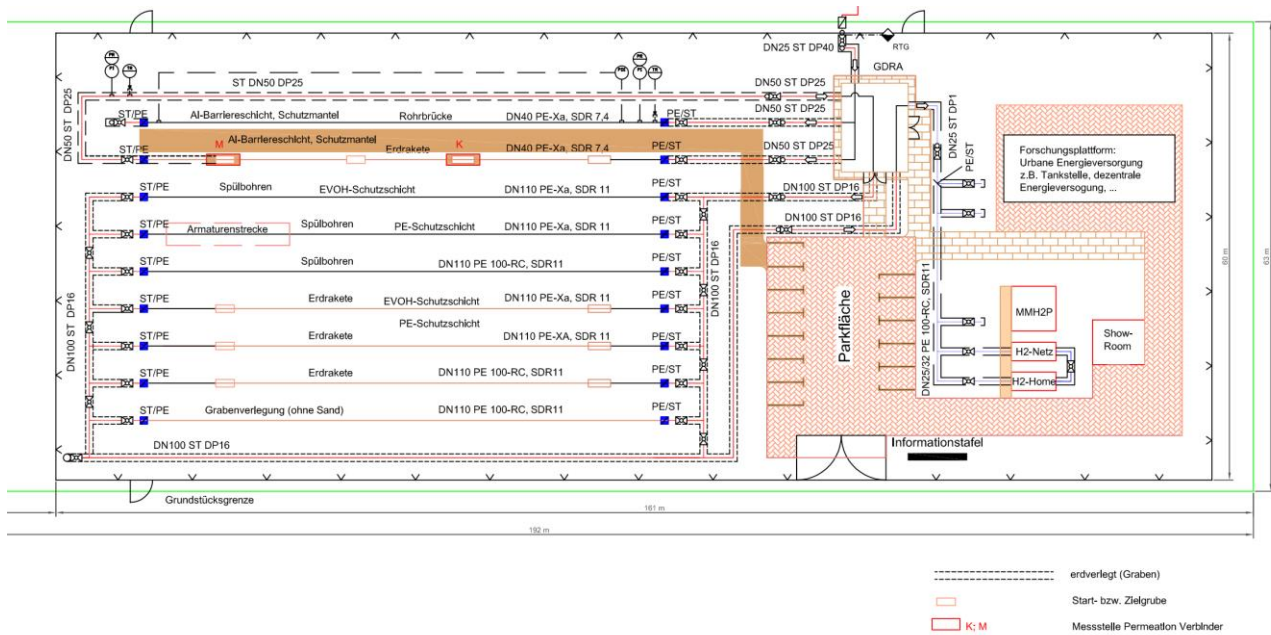 DN25 ST DP40
RTG
GDRA
ST DN50 DP25
DN50 ST DP25
DN50 ST DP25
DN50 ST DP25
DN50 ST DP25
DN25 ST DP1
PE/ST
ST/PE
Al-Barriereschicht, Schutzmantel
Rohrbrücke
DN40 PE-Xa, SDR 7,4
PE/ST
Al-Barriereschicht, Schutzmantel
ST/PE
M
Erdrakete
K
DN40 PE-Xa, SDR 7,4
PE/ST
ST/PE
Spülbohren
EVOH-Schutzschicht
DN110 PE-Xa, SDR 11
PE/ST
DN100 ST DP16
DN100 ST DP16
ST/PE
Armaturenstrecke
Spülbohren
PE-Schutzschicht
DN110 PE-Xa, SDR 11
PE/ST
ST/PE
Spülbohren
DN110 PE 100-RC, SDR11
PE/ST
ST/PE
Erdrakete
EVOH-Schutzschicht
DN110 PE-Xa, SDR 11
PE/ST
DN100 ST DP16
DN100 ST DP16
PE-Schutzschicht
ST/PE
Erdrakete
DN110 PE-XA, SDR 11
PE/ST
ST/PE
Erdrakete
DN110 PE 100-RC, SDR11
PE/ST
ST/PE
Grabenverlegung (ohne Sand)
DN110 PE 100-RC, SDR11
PE/ST
DN100 ST DP16
Forschungsplattform:
Urbane Energieversorgung
z.B. Tankstelle, dezentrale
Energieversogung, ...
Parkfläche
DN25/32 PE 100-RC, SDR11
MMH2P
H2-Netz
H2-Home
Show-
Room
Informationstafel
60 m
63 m
Grundstücksgrenze
161 m
192 m
erdverlegt (Graben)
Start- bzw. Zielgrube
K; M
Messstelle Permeation Verbinder